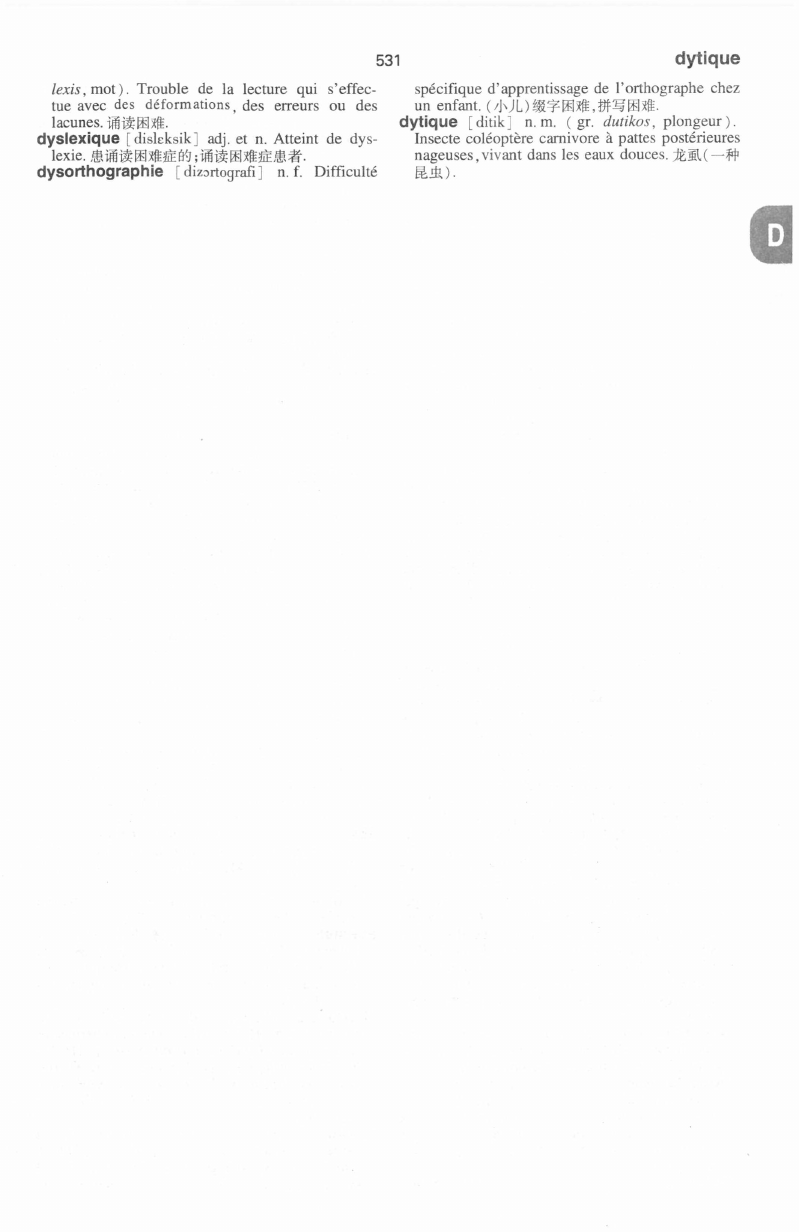 531
dytique
lexis, mot). Trouble de la lecture qui s'effec-
tue avec des déformations, des erreurs ou des
lacunes. 诵读困难.
dyslexique [dislɛksik] adj. et n. Atteint de dys-
lexie. 患诵读困难症的;诵读困难症患者.
dysorthographie [dizɔrtɔgrafi] n. f. Difficulté
spécifique d'apprentissage de l'orthographe chez
un enfant. (小儿)缀字困难,拼写困难.
dytique [ditik] n. m. (gr. dutikos, plongeur).
Insecte coléoptère carnivore à pattes postérieures
nageuses, vivant dans les eaux douces. 龙虱(一种
昆虫).
D